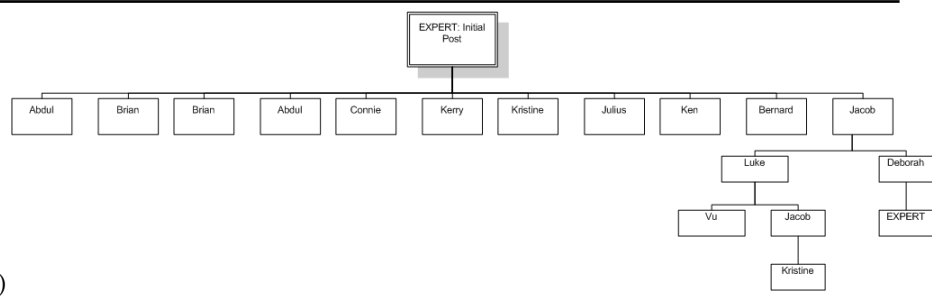 EXPERT: Initial
Post
Abdul
Brian
Brian
Abdul
Connie
Kerry
Kristine
Julius
Ken
Bernard
Jacob
Luke
Deborah
Vu
Jacob
EXPERT
Kristine
)